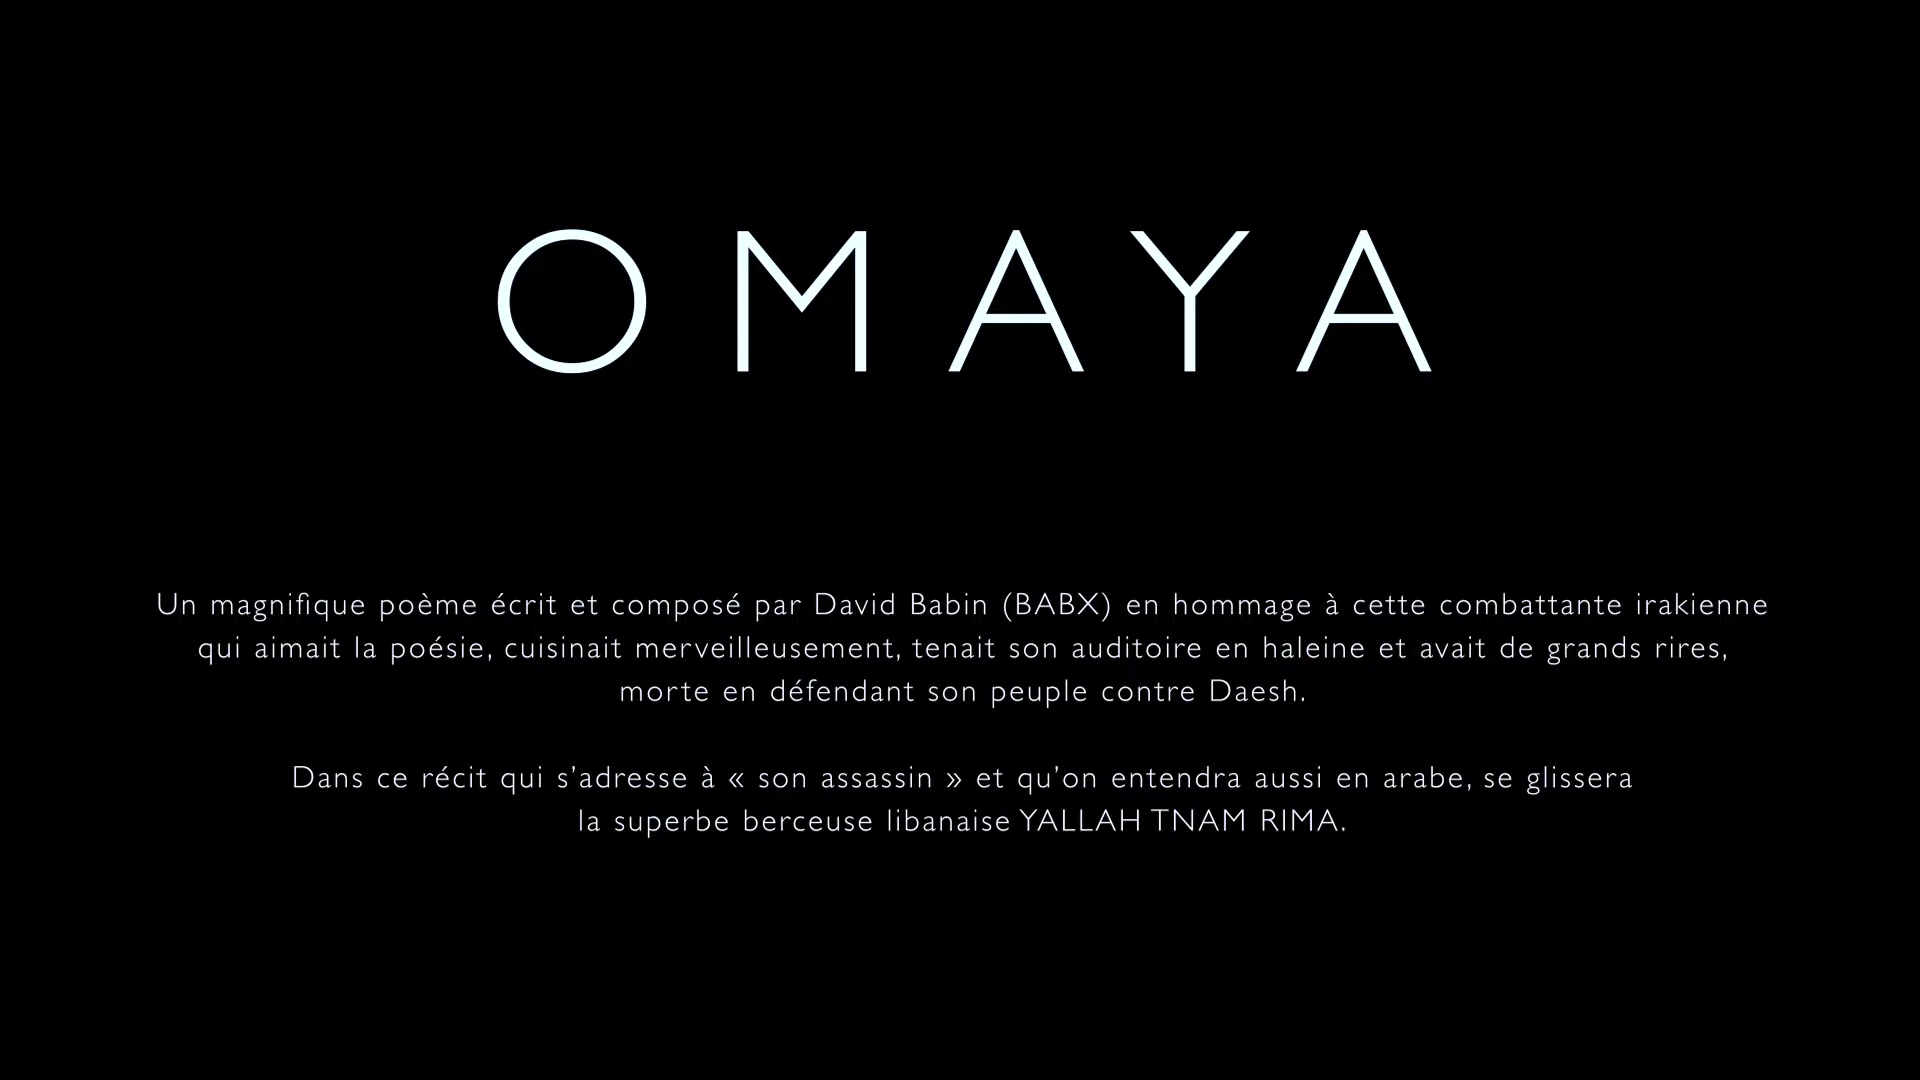 OMAYA
Un magnifique poème écrit et composé par David Babin (BABX) en hommage à cette combattante irakienne
qui aimait la poésie, cuisinait merveilleusement, tenait son auditoire en haleine et avait de grands rires,
morte en défendant son peuple contre Daesh.
Dans ce récit qui s’adresse à « son assassin » et qu’on entendra aussi en arabe, se glissera
la superbe berceuse libanaise YALLAH TNAM RIMA.